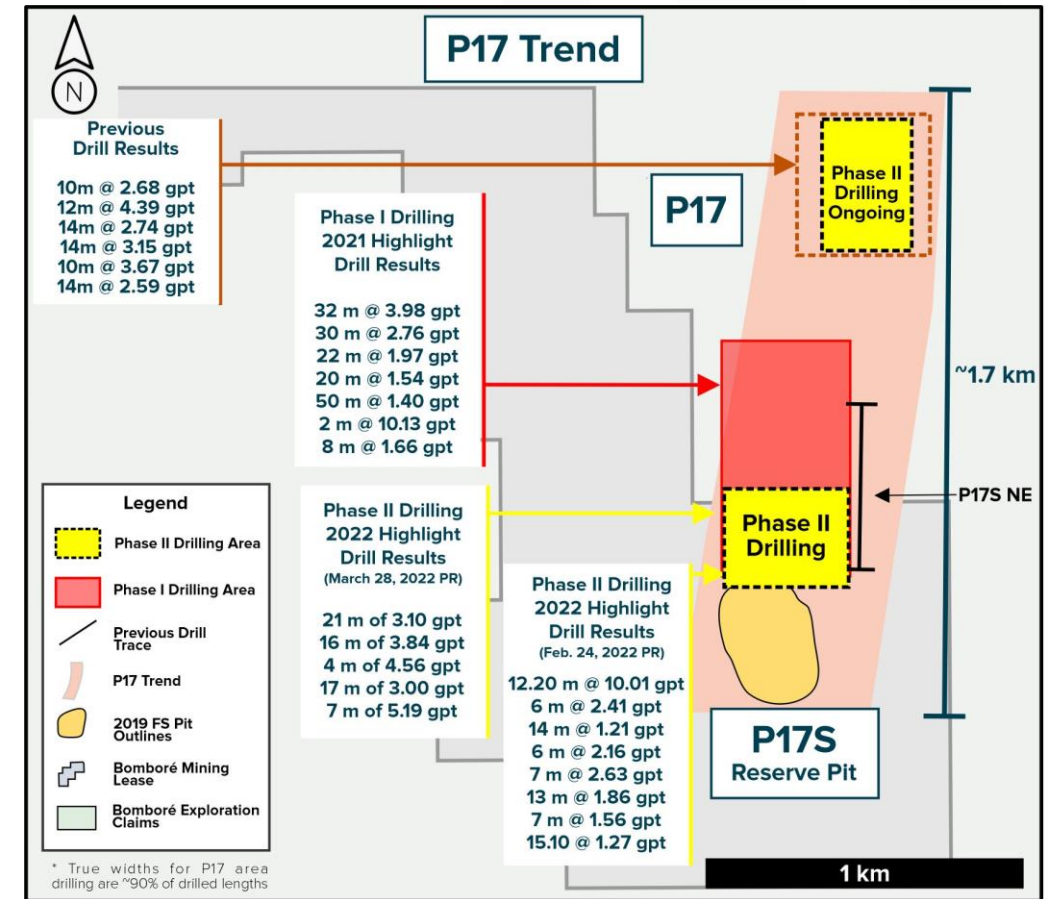 P17 Trend
N
Previous
Drill Results
10m @ 2.68 gpt
12m @ 4.39 gpt
14m @ 2.74 gpt
14m @ 3.15 gpt
10m @ 3.67 gpt
14m @ 2.59 gpt
Phase II
Drilling
Ongoing
P17
Phase I Drilling
2021 Highlight
Drill Results
32 m @ 3.98 gpt
30 m @ 2.76 gpt
22 m @ 1.97 gpt
20 m @ 1.54 gpt
50 m @ 1.40 gpt
2 m @ 10.13 gpt
8 m @ 1.66 gpt
~1.7 km
P17S NE
Phase II
Drilling
Phase II Drilling
2022 Highlight
Drill Results
(March 28, 2022 PR)
21 m of 3.10 gpt
16 m of 3.84 gpt
4 m of 4.56 gpt
17 m of 3.00 gpt
7 m of 5.19 gpt
Phase II Drilling
2022 Highlight
Drill Results
(Feb. 24, 2022 PR)
12.20 m @ 10.01 gpt
6 m @ 2.41 gpt
14 m @ 1.21 gpt
6 m @ 2.16 gpt
7 m @ 2.63 gpt
13 m @ 1.86 gpt
7 m @ 1.56 gpt
15.10 @ 1.27 gpt
P17S
Reserve Pit
Legend
Phase II Drilling Area
Phase I Drilling Area
Previous Drill
Trace
P17 Trend
2019 FS Pit
Outlines
Bomboré Mining
Lease
Bomboré Exploration
Claims
* True widths for P17 area
drilling are ~90% of drilled lengths
1 km